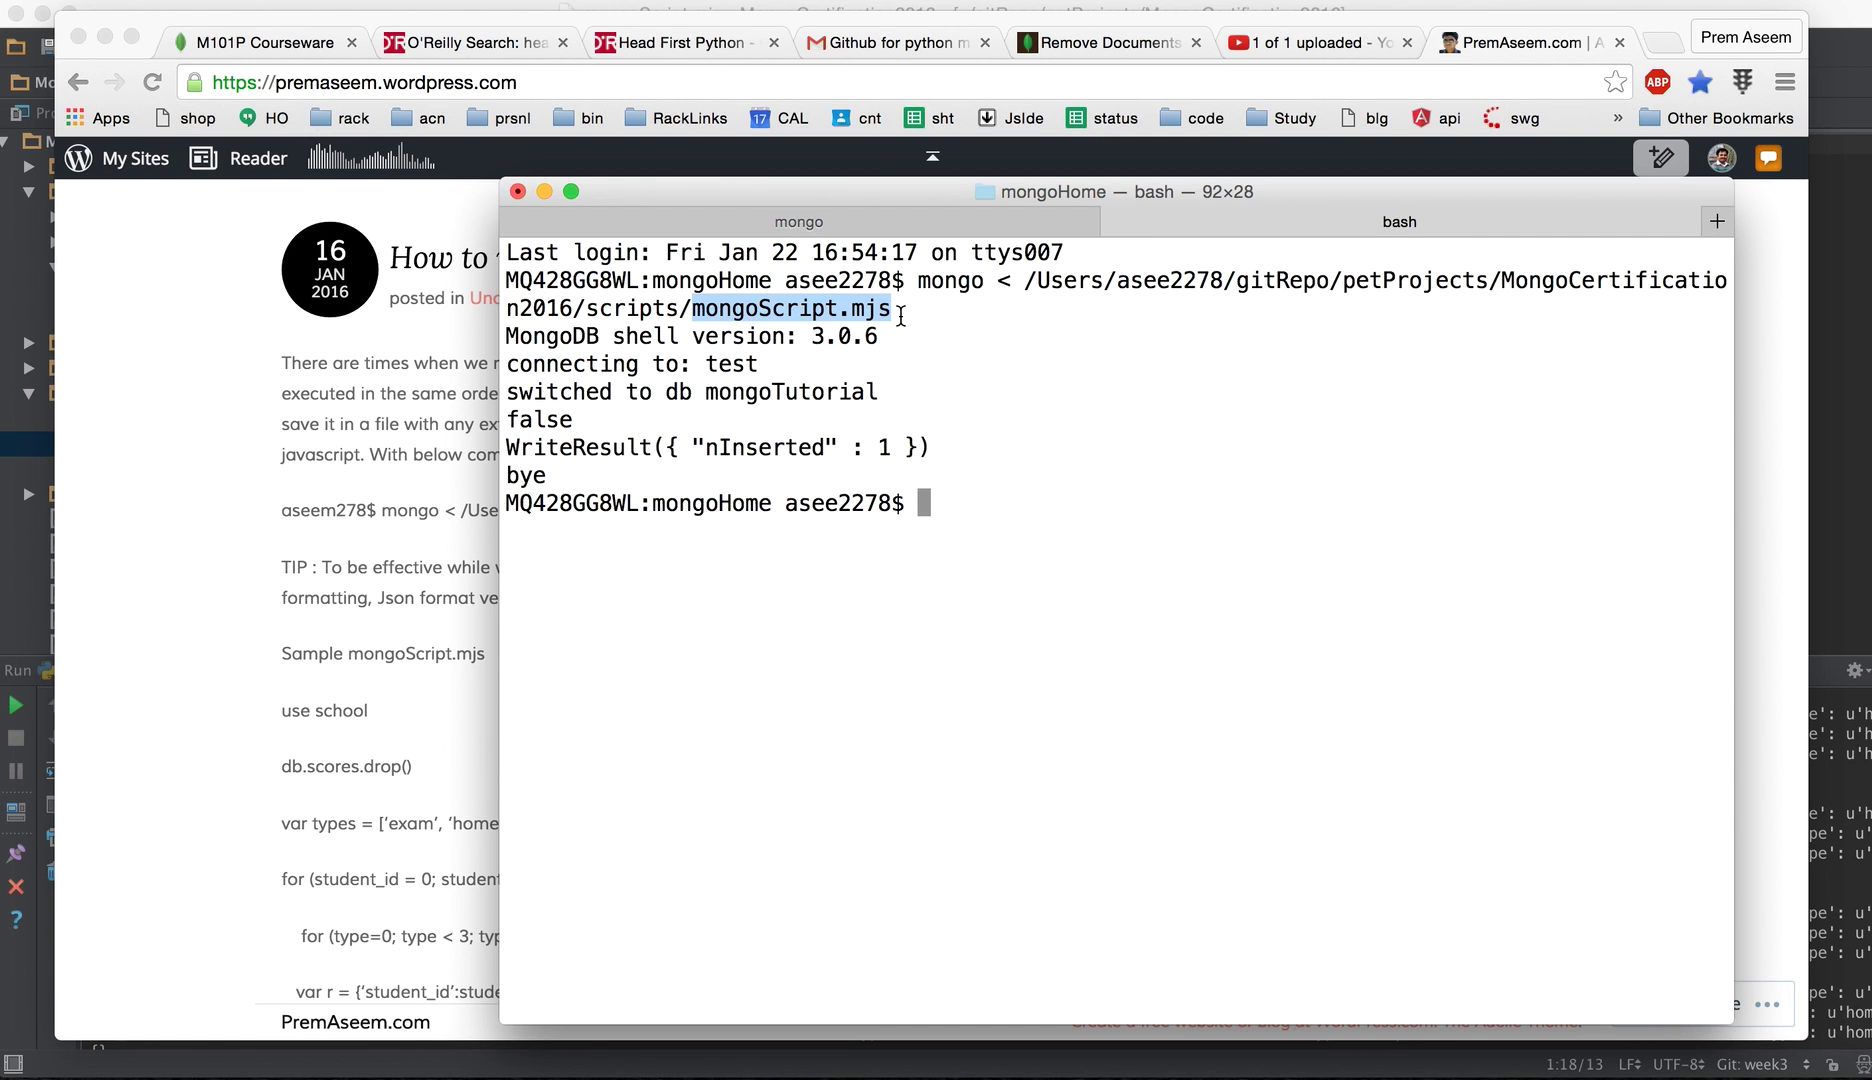 M101P Courseware
O'Reilly Search: hea
Head First Python -
Github for python m
Remove Documents
1 of 1 uploaded - Yo
PremAseem.com | A
Prem Aseem
https://premaseem.wordpress.com
ABP
Apps
shop
HO
rack
acn
prsnl
bin
RackLinks
17 CAL
cnt
sht
JsIde
status
code
Study
blg
api
swg
»
Other Bookmarks
My Sites
Reader
mongoHome — bash — 92×28
mongo
bash
+
Last login: Fri Jan 22 16:54:17 on ttys007
MQ428GG8WL:mongoHome asee2278$ mongo < /Users/asee2278/gitRepo/petProjects/MongoCertificatio
n2016/scripts/mongoScript.mjs
MongoDB shell version: 3.0.6
connecting to: test
switched to db mongoTutorial
false
WriteResult({ "nInserted" : 1 })
bye
MQ428GG8WL:mongoHome asee2278$
16
JAN
2016
How to
posted in Unc
There are times when we r
executed in the same orde
save it in a file with any ex
javascript. With below com
aseem278$ mongo < /Use
TIP : To be effective while w
formatting, Json format ve
Sample mongoScript.mjs
use school
db.scores.drop()
var types = [‘exam’, ‘home
for (student_id = 0; student
for (type=0; type < 3; typ
var r = {‘student_id’:stude
PremAseem.com
Run
1:18/13
LF
UTF-8
Git: week3